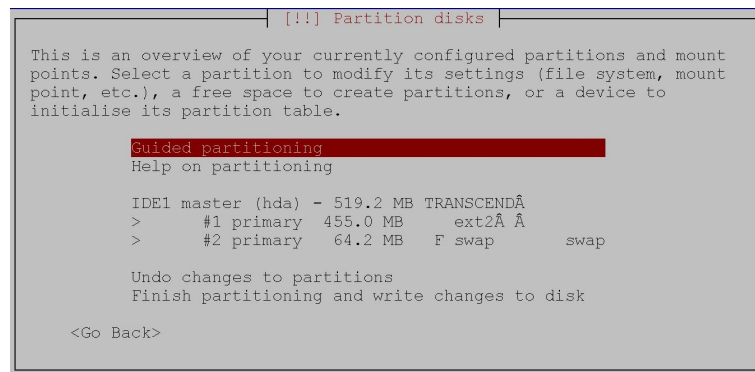 [!!] Partition disks
This is an overview of your currently configured partitions and mount
points. Select a partition to modify its settings (file system, mount
point, etc.), a free space to create partitions, or a device to
initialise its partition table.
Guided partitioning
Help on partitioning
IDE1 master (hda) - 519.2 MB TRANSCENDÂ
> #1 primary 455.0 MB ext2Â Â
> #2 primary 64.2 MB F swap swap
Undo changes to partitions
Finish partitioning and write changes to disk
<Go Back>